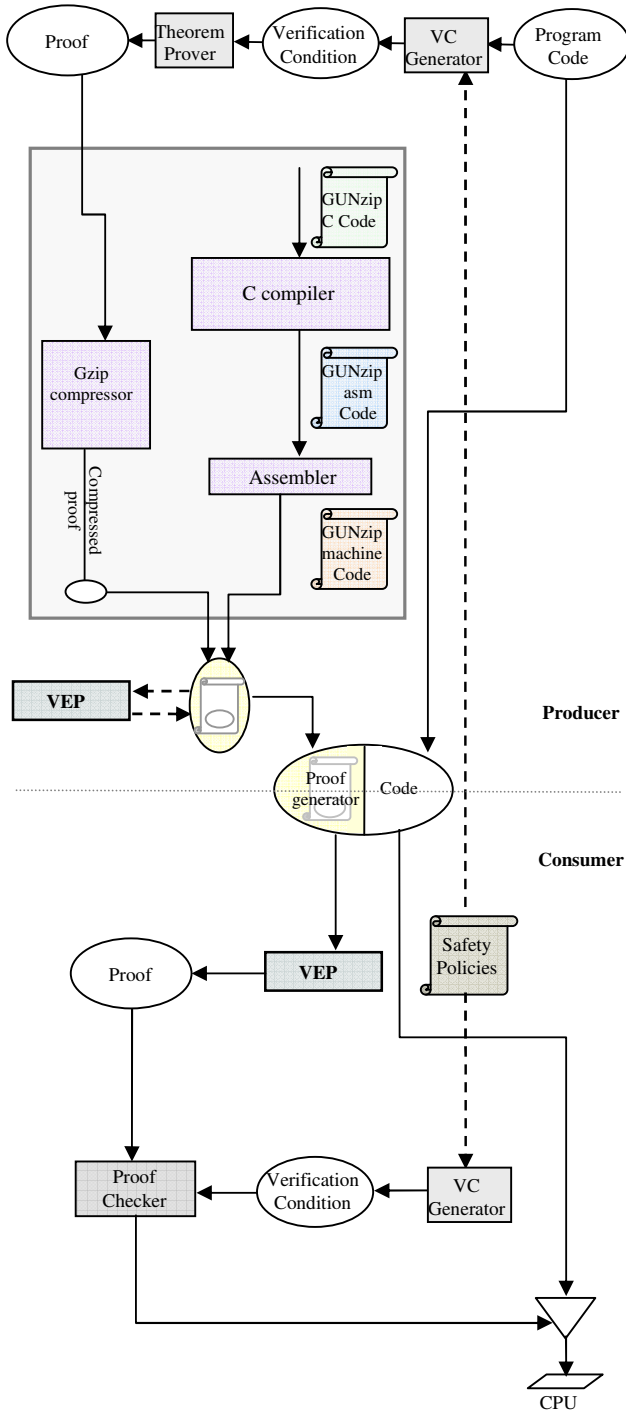 Proof
Theorem
Prover
Verification
Condition
VC
Generator
Program
Code
GUNzip
C Code
C compiler
Gzip
compressor
GUNzip
asm
Code
Assembler
Compressed
proof
GUNzip
machine
Code
VEP
Producer
Proof
generator
Code
Consumer
Safety
Policies
Proof
VEP
Proof
Checker
Verification
Condition
VC
Generator
CPU